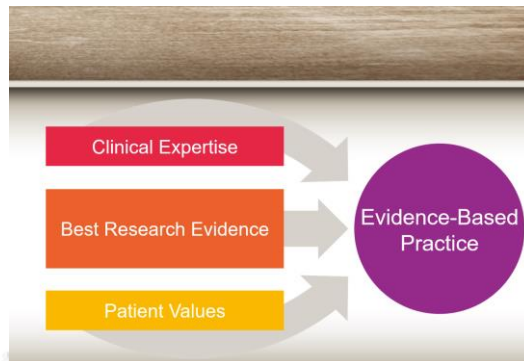 Clinical Expertise
Best Research Evidence
Patient Values
Evidence-Based
Practice